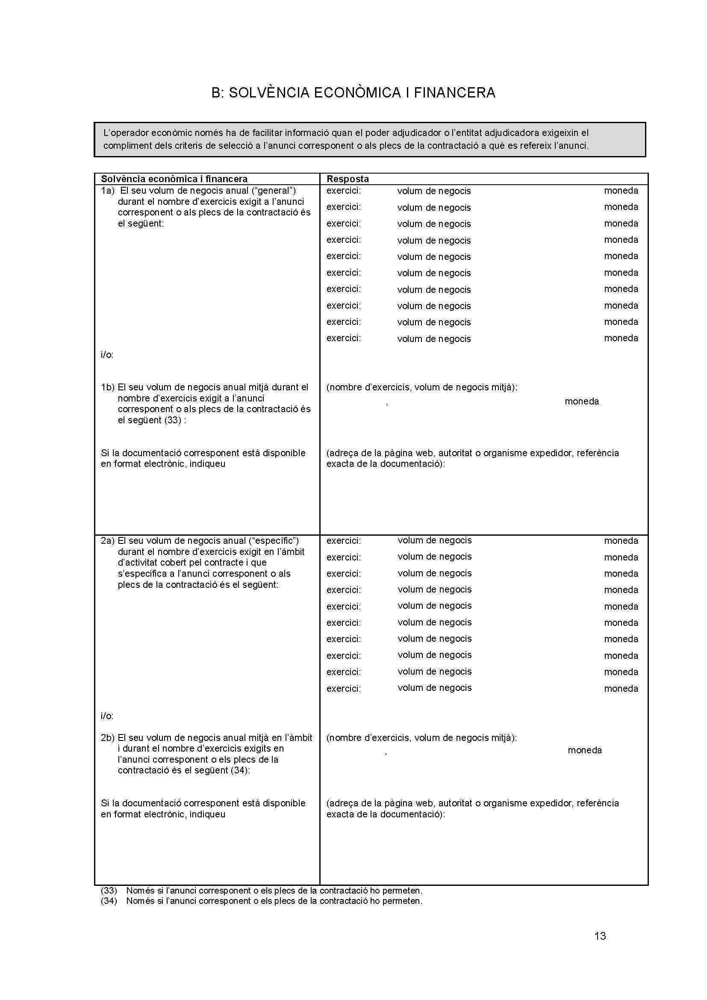 B: SOLVÈNCIA ECONÒMICA I FINANCERA
L’operador econòmic només ha de facilitar informació quan el poder adjudicador o l’entitat adjudicadora exigeixin el
compliment dels criteris de selecció a l’anunci corresponent o als plecs de la contractació a què es refereix l’anunci.
Solvència econòmica i financera
Resposta
1a) El seu volum de negocis anual (“general”)
durant el nombre d’exercicis exigit a l’anunci
corresponent o als plecs de la contractació és
el següent:
exercici: volum de negocis moneda
exercici: volum de negocis moneda
exercici: volum de negocis moneda
exercici: volum de negocis moneda
exercici: volum de negocis moneda
exercici: volum de negocis moneda
exercici: volum de negocis moneda
exercici: volum de negocis moneda
exercici: volum de negocis moneda
exercici: volum de negocis moneda
i/o:
1b) El seu volum de negocis anual mitjà durant el
nombre d’exercicis exigit a l’anunci
corresponent o als plecs de la contractació és
el següent (33) :
(nombre d’exercicis, volum de negocis mitjà):
, moneda
Si la documentació corresponent està disponible
en format electrònic, indiqueu
(adreça de la pàgina web, autoritat o organisme expedidor, referència
exacta de la documentació):
2a) El seu volum de negocis anual (“específic”)
durant el nombre d’exercicis exigit en l’àmbit
d’activitat cobert pel contracte i que
s’especifica a l’anunci corresponent o als
plecs de la contractació és el següent:
exercici: volum de negocis moneda
exercici: volum de negocis moneda
exercici: volum de negocis moneda
exercici: volum de negocis moneda
exercici: volum de negocis moneda
exercici: volum de negocis moneda
exercici: volum de negocis moneda
exercici: volum de negocis moneda
exercici: volum de negocis moneda
exercici: volum de negocis moneda
i/o:
2b) El seu volum de negocis anual mitjà en l’àmbit
i durant el nombre d’exercicis exigits en
l’anunci corresponent o els plecs de la
contractació és el següent (34):
(nombre d’exercicis, volum de negocis mitjà):
, moneda
Si la documentació corresponent està disponible
en format electrònic, indiqueu
(adreça de la pàgina web, autoritat o organisme expedidor, referència
exacta de la documentació):
(33) Només si l’anunci corresponent o els plecs de la contractació ho permeten.
(34) Només si l’anunci corresponent o els plecs de la contractació ho permeten.
13